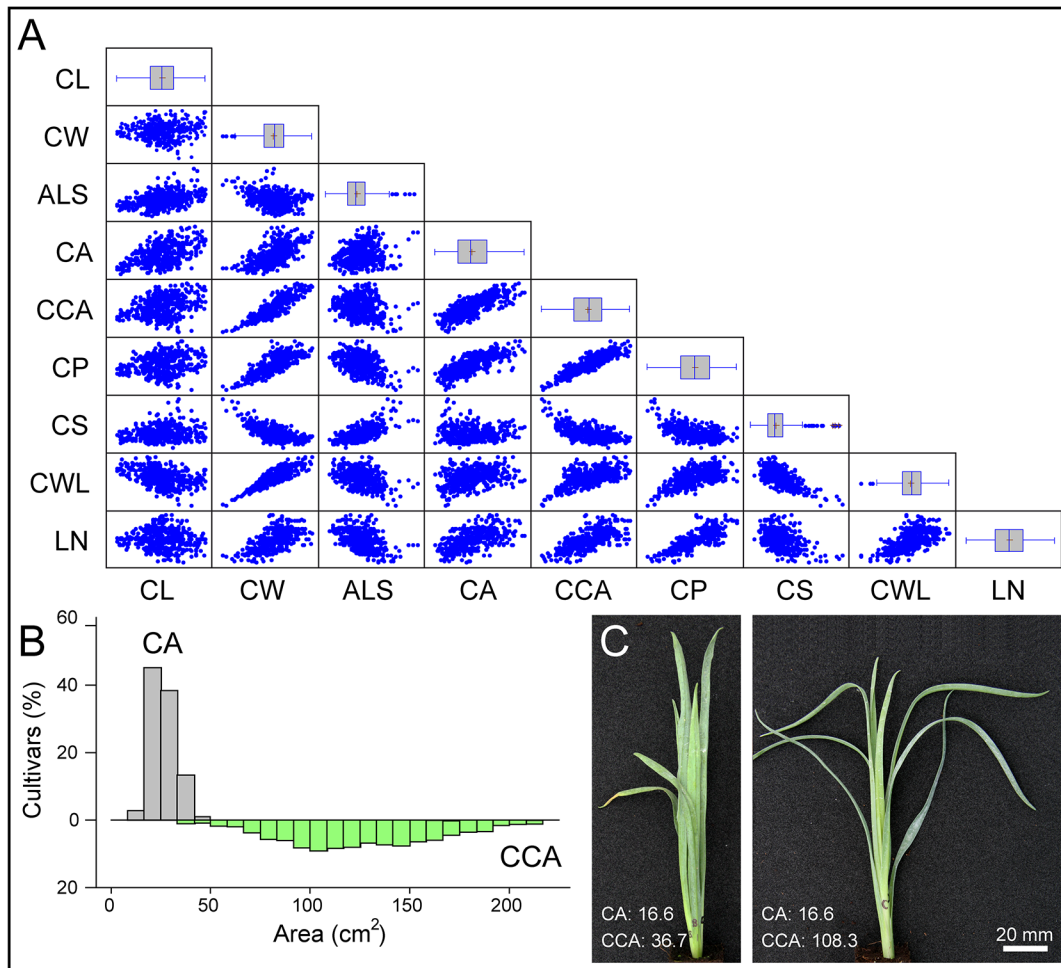 A
CL
CW
ALS
CA
CCA
CP
CS
CWL
LN
CL CW ALS CA CCA CP CS CWL LN
B
60
40
20
0
20
Cultivars (%)
CA
CCA
0 50 100 150 200
Area (cm²)
C
CA: 16.6
CCA: 36.7
CA: 16.6
CCA: 108.3
20 mm